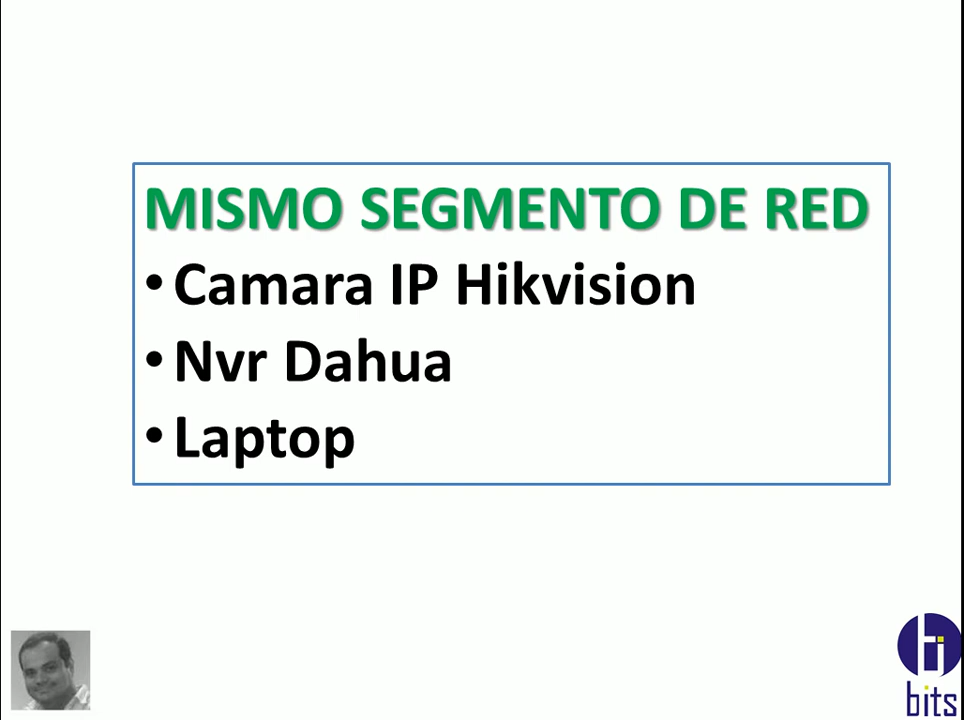 MISMO SEGMENTO DE RED
• Camara IP Hikvision
• Nvr Dahua
• Laptop
bits